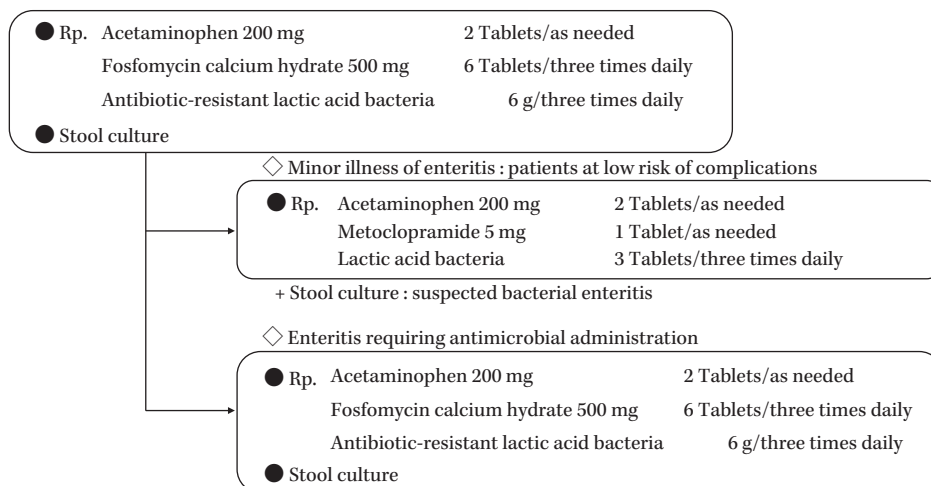 ● Rp. Acetaminophen 200 mg 2 Tablets/as needed
Fosfomycin calcium hydrate 500 mg 6 Tablets/three times daily
Antibiotic-resistant lactic acid bacteria 6 g/three times daily
● Stool culture
◇ Minor illness of enteritis : patients at low risk of complications
● Rp. Acetaminophen 200 mg 2 Tablets/as needed
Metoclopramide 5 mg 1 Tablet/as needed
Lactic acid bacteria 3 Tablets/three times daily
+ Stool culture : suspected bacterial enteritis
◇ Enteritis requiring antimicrobial administration
● Rp. Acetaminophen 200 mg 2 Tablets/as needed
Fosfomycin calcium hydrate 500 mg 6 Tablets/three times daily
Antibiotic-resistant lactic acid bacteria 6 g/three times daily
● Stool culture